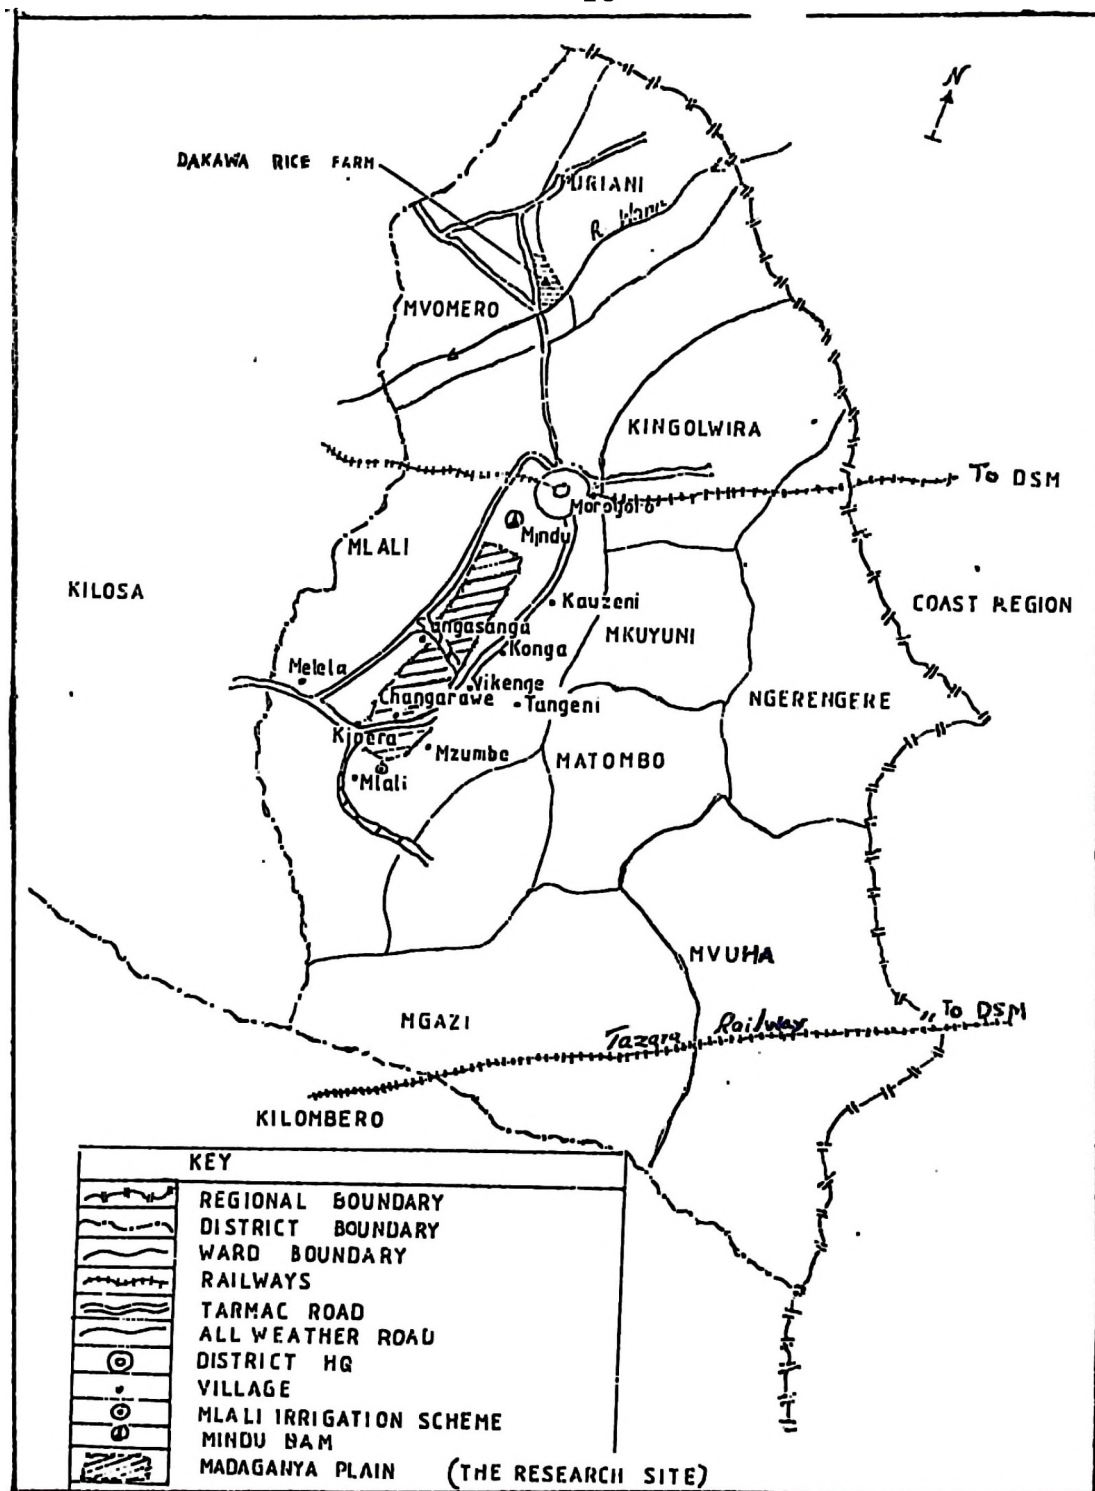 N
DAKAWA RICE FARM
TURIANI
MVOMERO
KINGOLWIRA
To DSM
Morogoro
Mindu
MLALI
KILOSA
COAST REGION
Kauzeni
MKUYUNI
Sangasanga
Konga
Melela
Vikenge
NGERENGERE
Changarawe
Tangeni
Kipera
Mzumbe
MATOMBO
Mlali
MVUHA
MGAZI
To DSM
Tazara Railway
KILOMBERO
KEY
REGIONAL BOUNDARY
DISTRICT BOUNDARY
WARD BOUNDARY
RAILWAYS
TARMAC ROAD
ALL WEATHER ROAD
DISTRICT HQ
VILLAGE
MLALI IRRIGATION SCHEME
MINDU DAM
MADAGANYA PLAIN (THE RESEARCH SITE)